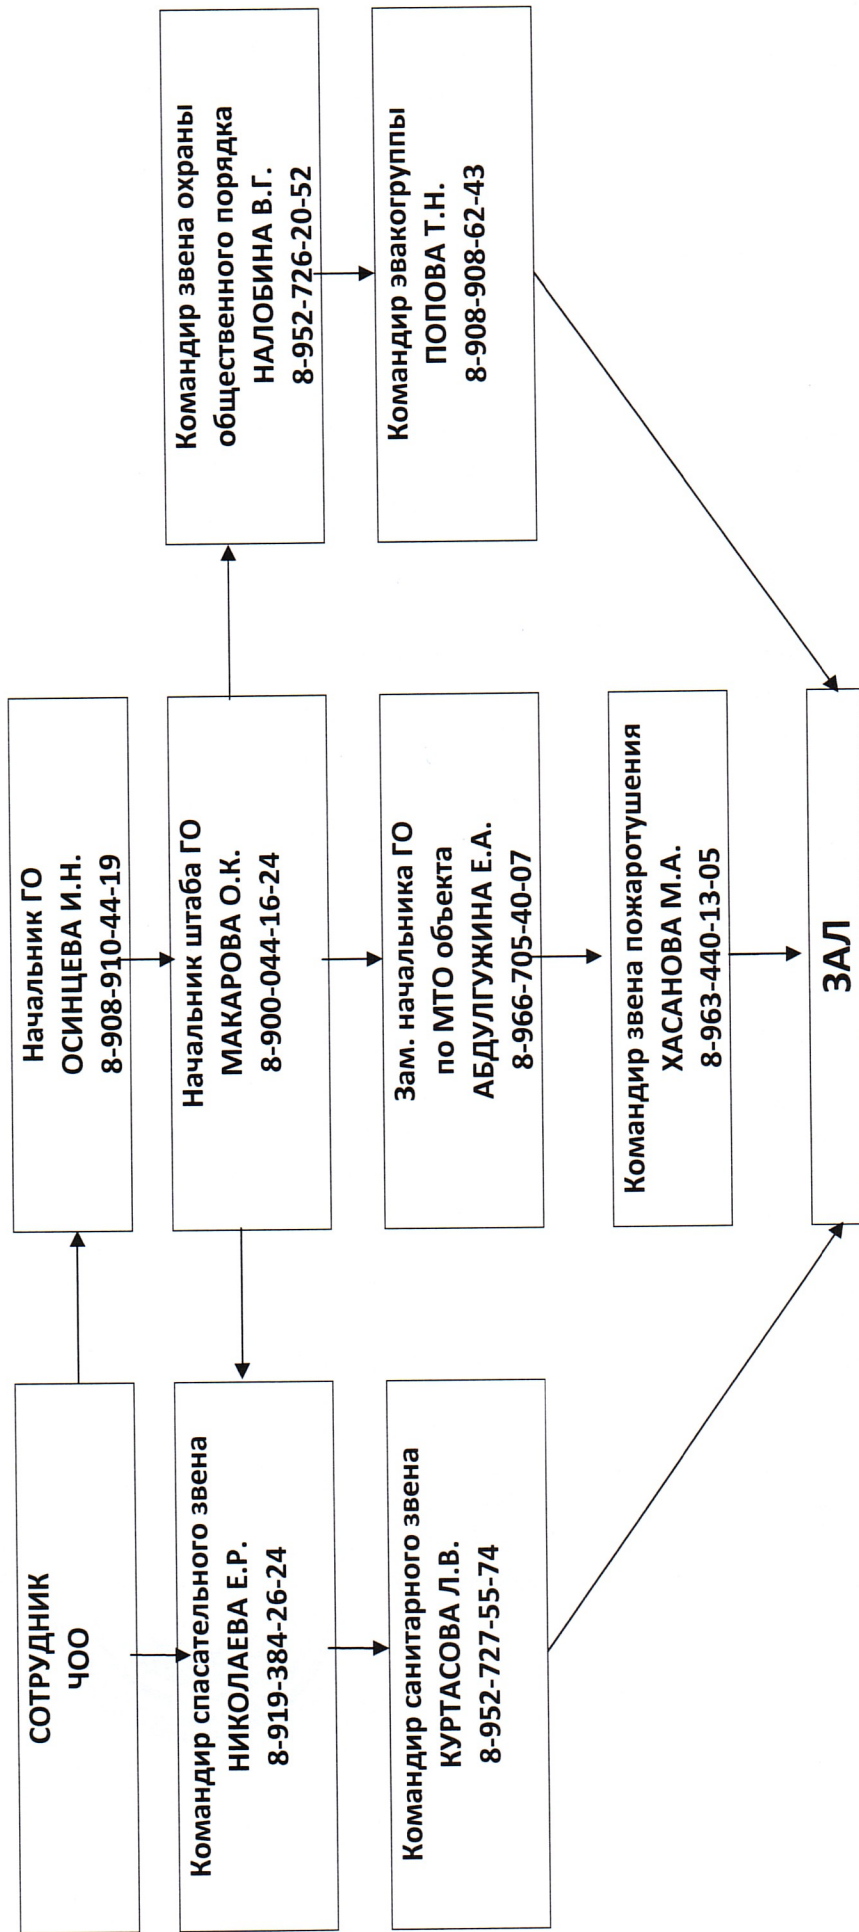 СОТРУДНИК
ЧОО
Начальник ГО
ОСИНЦЕВА И.Н.
8-908-910-44-19
Командир спасательного звена
НИКОЛАЕВА Е.Р.
8-919-384-26-24
Начальник штаба ГО
МАКАРОВА О.К.
8-900-044-16-24
Командир звена охраны
общественного порядка
НАЛОБИНА В.Г.
8-952-726-20-52
Командир санитарного звена
КУРТАСОВА Л.В.
8-952-727-55-74
Зам. начальника ГО
по МТО объекта
АБДУЛГУЖИНА Е.А.
8-966-705-40-07
Командир эвакогруппы
ПОПОВА Т.Н.
8-908-908-62-43
Командир звена пожаротушения
ХАСАНОВА М.А.
8-963-440-13-05
ЗАЛ